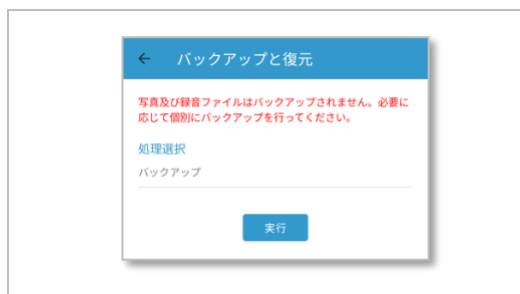 バックアップと復元
写真及び録音ファイルはバックアップされません。必要に
応じて個別にバックアップを行ってください。
処理選択
バックアップ
実行